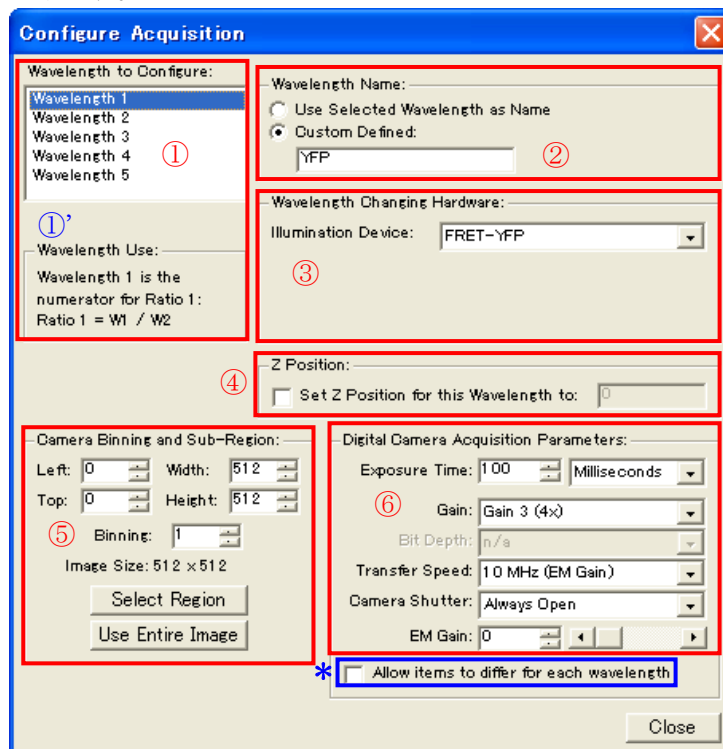 Configure Acquisition
Wavelength to Configure:
Wavelength 1
Wavelength 2
Wavelength 3
Wavelength 4
Wavelength 5
①
①’
Wavelength Use:
Wavelength 1 is the
numerator for Ratio 1:
Ratio 1 = W1 / W2
Wavelength Name:
Use Selected Wavelength as Name
Custom Defined:
YFP
②
Wavelength Changing Hardware:
Illumination Device: FRET-YFP
③
④
Z Position:
Set Z Position for this Wavelength to: 0
Camera Binning and Sub-Region:
Left: 0 Width: 512
Top: 0 Height: 512
⑤ Binning: 1
Image Size: 512 x 512
Select Region
Use Entire Image
Digital Camera Acquisition Parameters:
Exposure Time: 100 Milliseconds
⑥
Gain: Gain 3 (4x)
Bit Depth: n/a
Transfer Speed: 10 MHz (EM Gain)
Camera Shutter: Always Open
EM Gain: 0
* Allow items to differ for each wavelength
Close